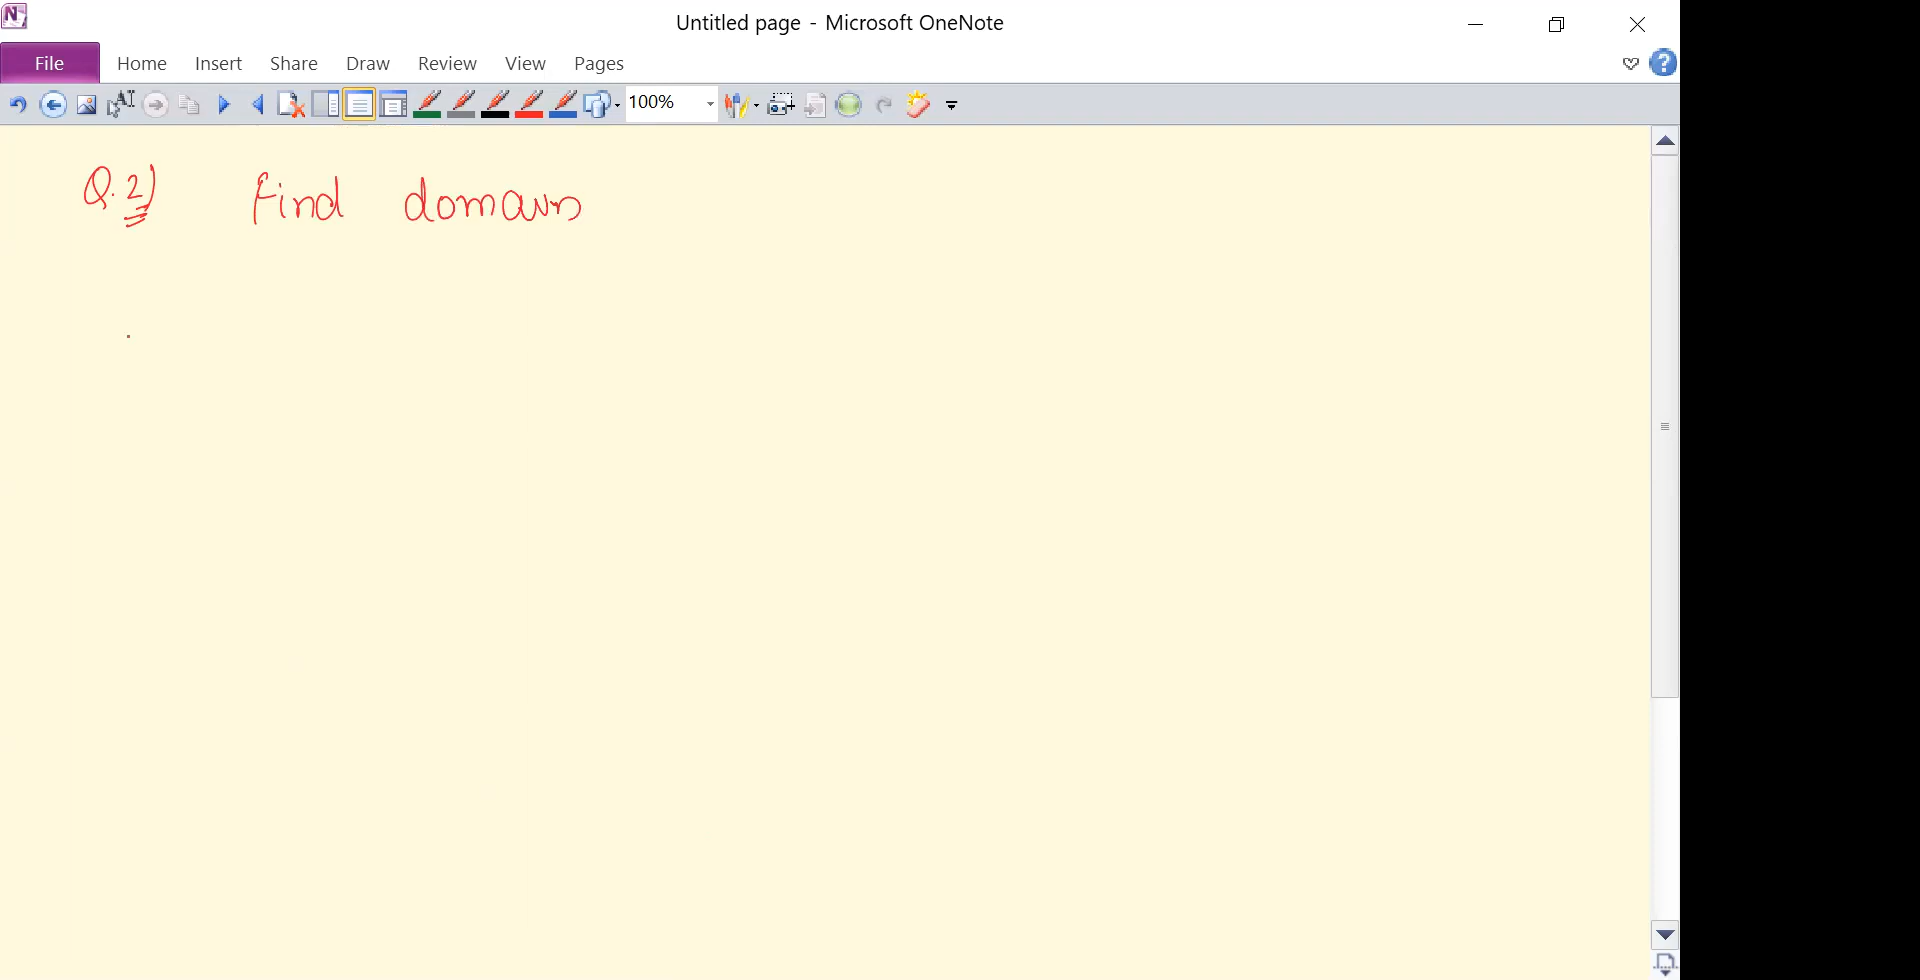 Untitled page - Microsoft OneNote
File Home Insert Share Draw Review View Pages
100%
Q.2) Find domain